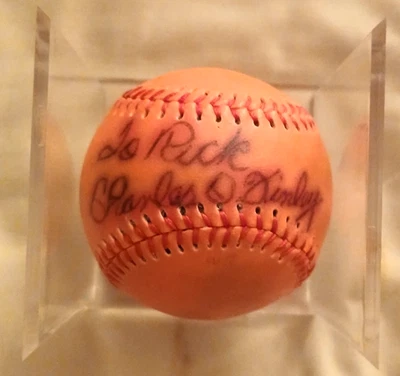 To Rick
Charles O. Finley